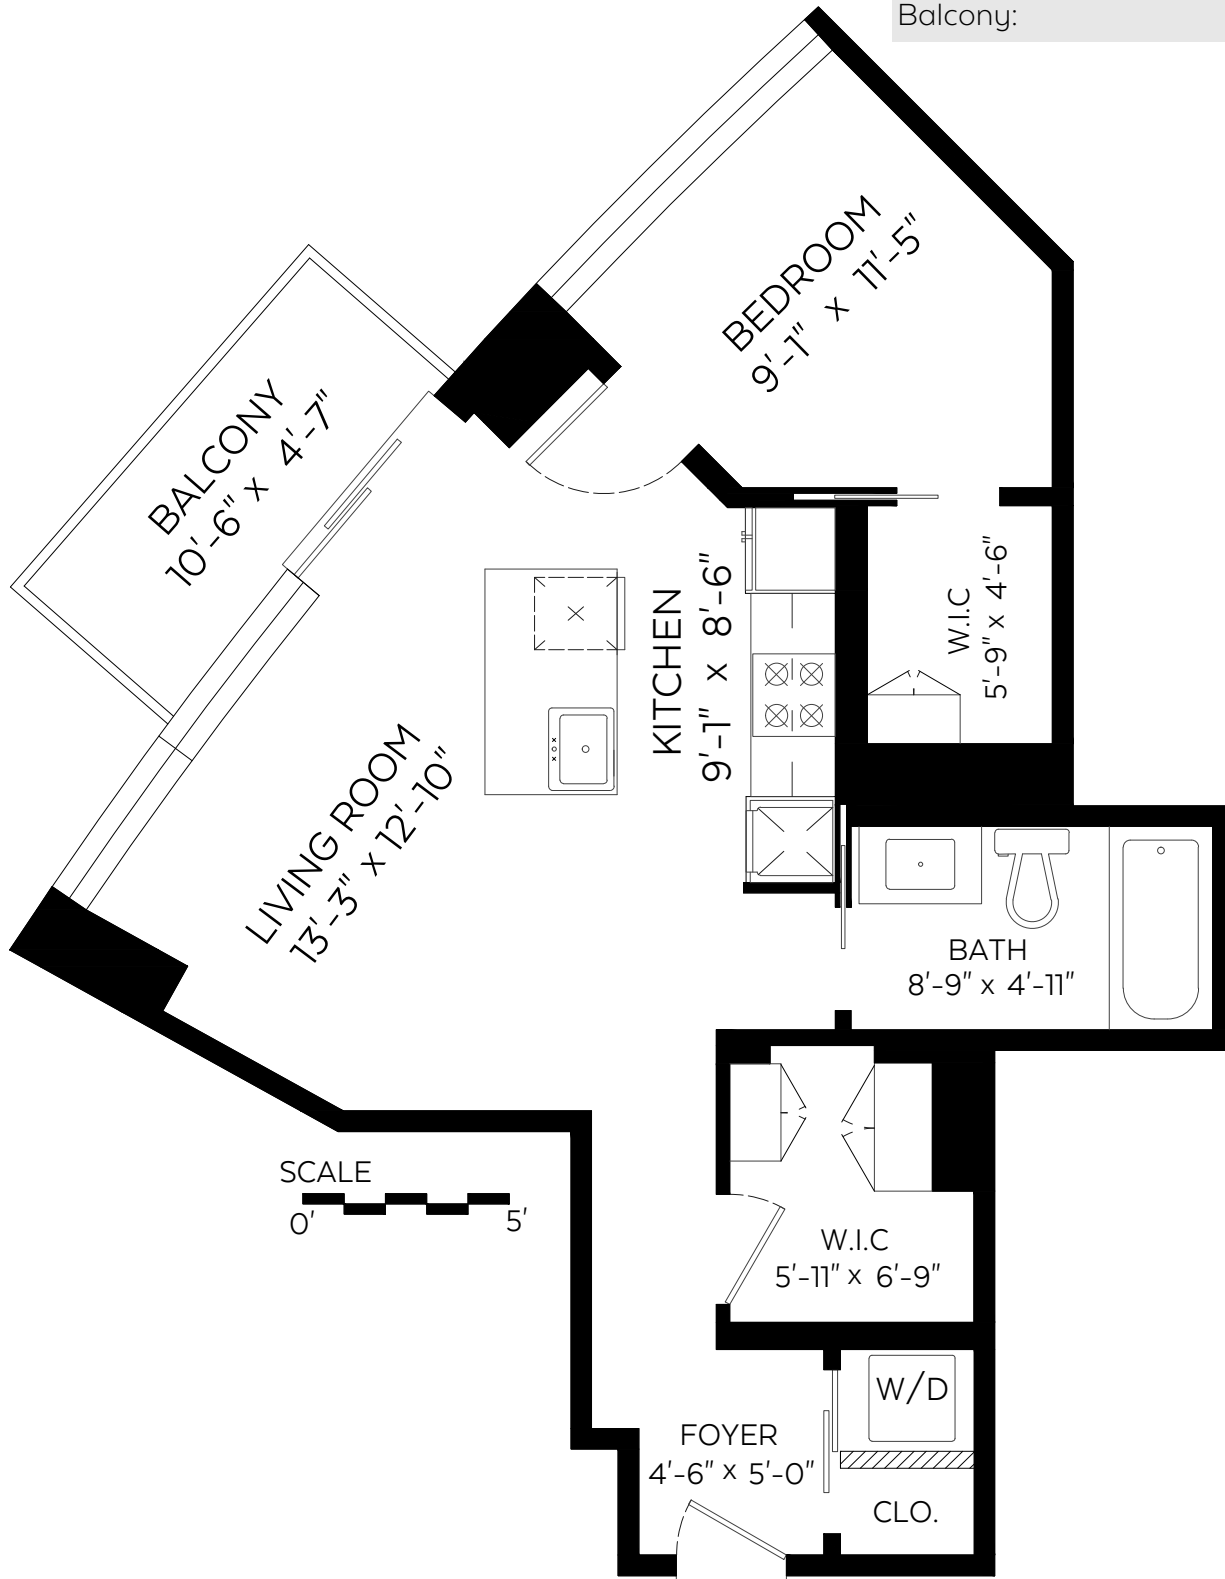 Balcony:
BEDROOM
9'-1" x 11'-5"
BALCONY
10'-6" x 4'-7"
KITCHEN
9'-1" x 8'-6"
W.I.C
5'-9" x 4'-6"
LIVING ROOM
13'-3" x 12'-10"
BATH
8'-9" x 4'-11"
SCALE
0' 5'
W.I.C
5'-11" x 6'-9"
W/D
FOYER
4'-6" x 5'-0"
CLO.